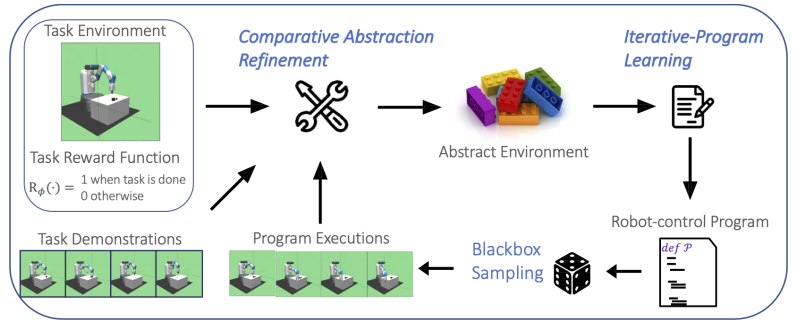 Task Environment
Comparative Abstraction
Refinement
Iterative-Program
Learning
Task Reward Function
R𝜙(·) = 1 when task is done
0 otherwise
Abstract Environment
Task Demonstrations
Program Executions
Blackbox
Sampling
Robot-control Program
def 𝒫